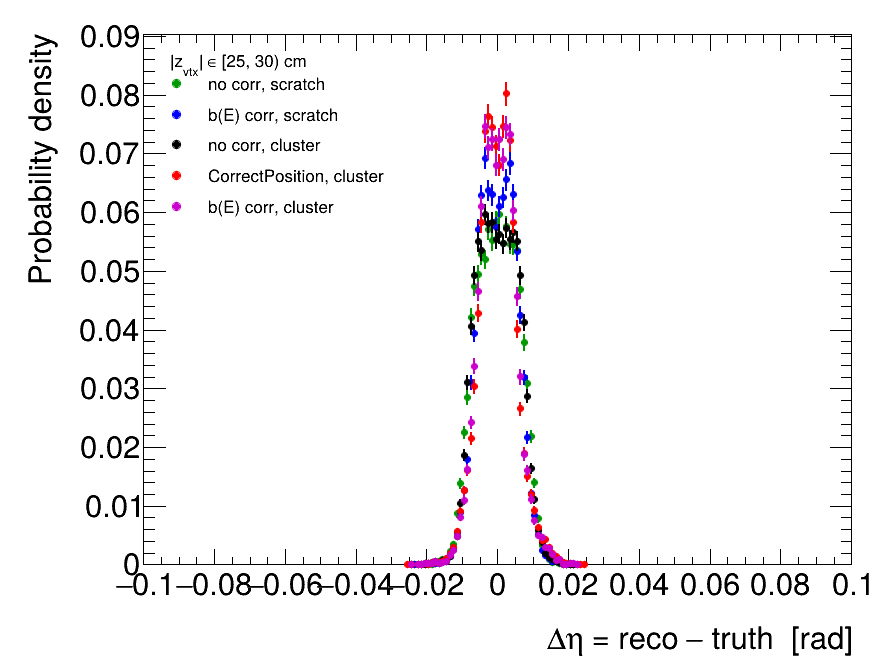 Probability density
0.09
0.08
0.07
0.06
0.05
0.04
0.03
0.02
0.01
0
|z_vtx| ∈ [25, 30) cm
no corr, scratch
b(E) corr, scratch
no corr, cluster
CorrectPosition, cluster
b(E) corr, cluster
−0.1 −0.08 −0.06 −0.04 −0.02 0 0.02 0.04 0.06 0.08 0.1
Δη = reco − truth [rad]